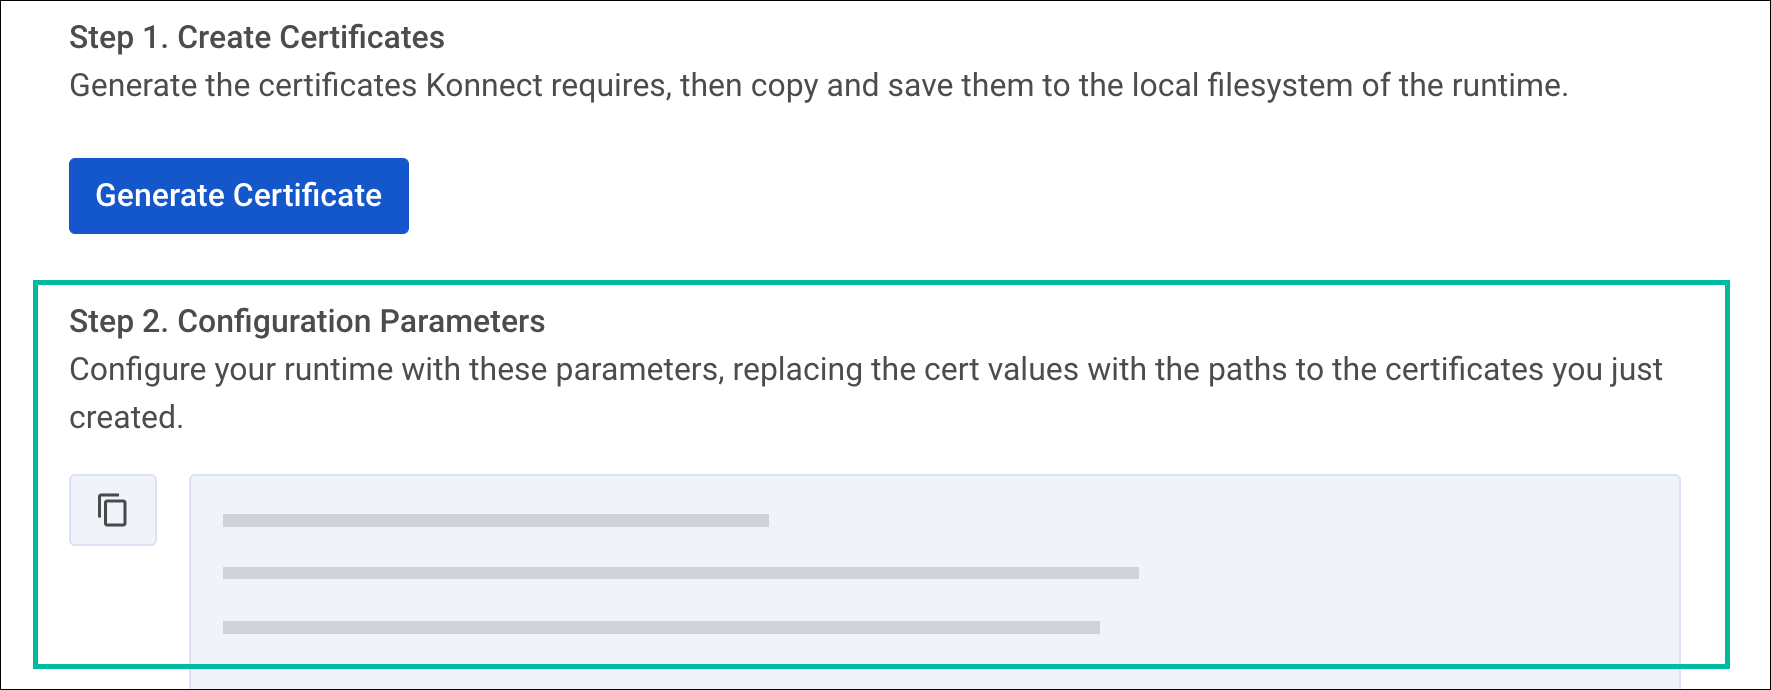 Step 1. Create Certificates
Generate the certificates Konnect requires, then copy and save them to the local filesystem of the runtime.
Generate Certificate
Step 2. Configuration Parameters
Configure your runtime with these parameters, replacing the cert values with the paths to the certificates you just
created.